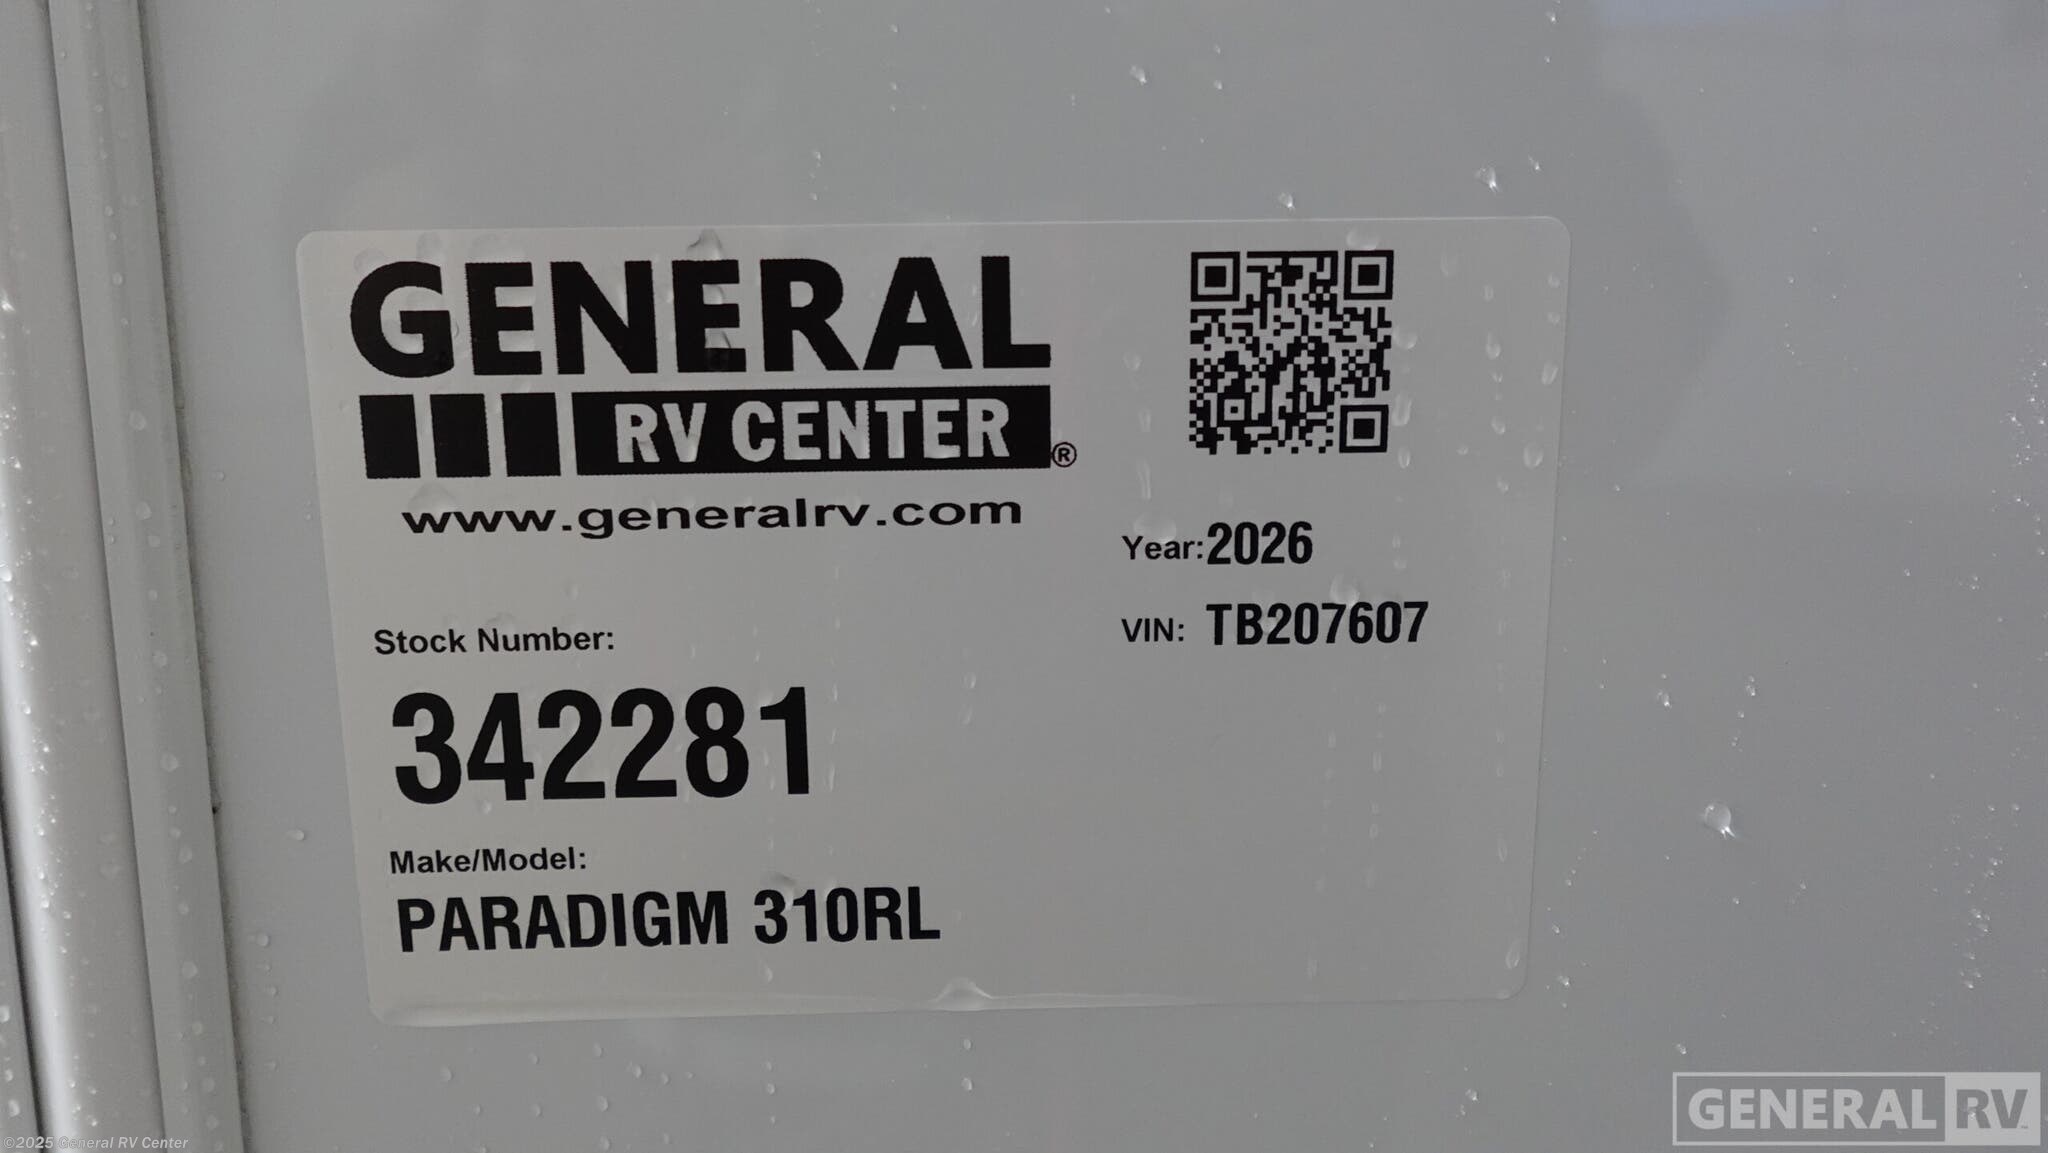 GENERAL
RV CENTER®
www.generalrv.com
Year: 2026
VIN: TB207607
Stock Number:
342281
Make/Model:
PARADIGM 310RL
GENERAL RV
©2025 General RV Center